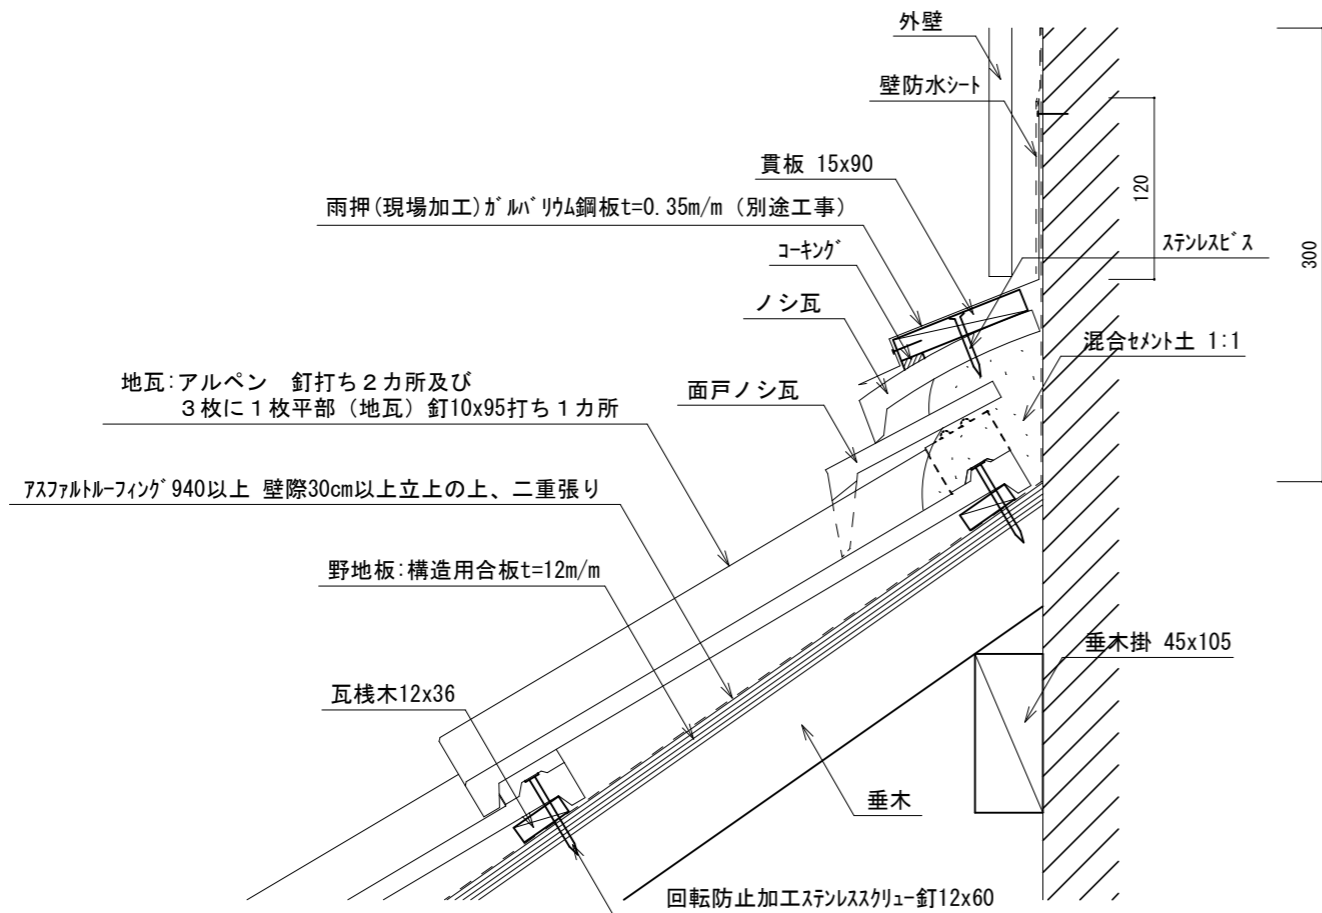 外壁
壁防水ｼｰﾄ
貫板 15x90
雨押(現場加工)ｶﾞﾙﾊﾞﾘｳﾑ鋼板t=0.35m/m (別途工事)
ｺｰｷﾝｸﾞ
ｽﾃﾝﾚｽﾋﾞｽ
120
300
ノシ瓦
混合ｾﾒﾝﾄ土 1:1
地瓦:アルペン　釘打ち２カ所及び
３枚に１枚平部（地瓦）釘10x95打ち１カ所
面戸ノシ瓦
ｱｽﾌｧﾙﾄﾙｰﾌｨﾝｸﾞ940以上 壁際30cm以上立上の上、二重張り
野地板:構造用合板t=12m/m
垂木掛 45x105
瓦桟木12x36
垂木
回転防止加工ｽﾃﾝﾚｽｽｸﾘｭｰ釘12x60